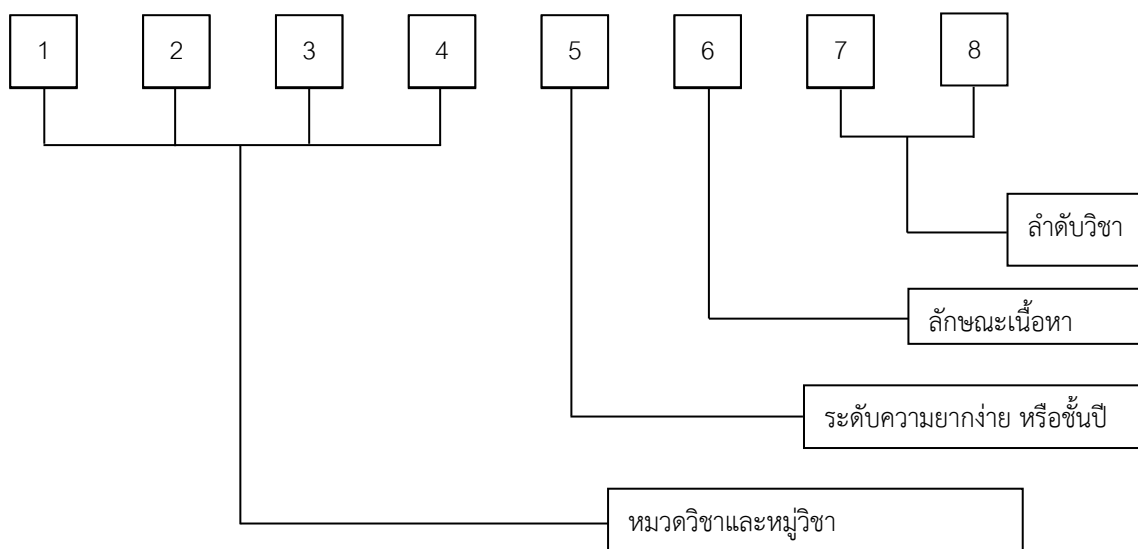 1 2 3 4 5 6 7 8
ลำดับวิชา
ลักษณะเนื้อหา
ระดับความยากง่าย หรือชั้นปี
หมวดวิชาและหมู่วิชา